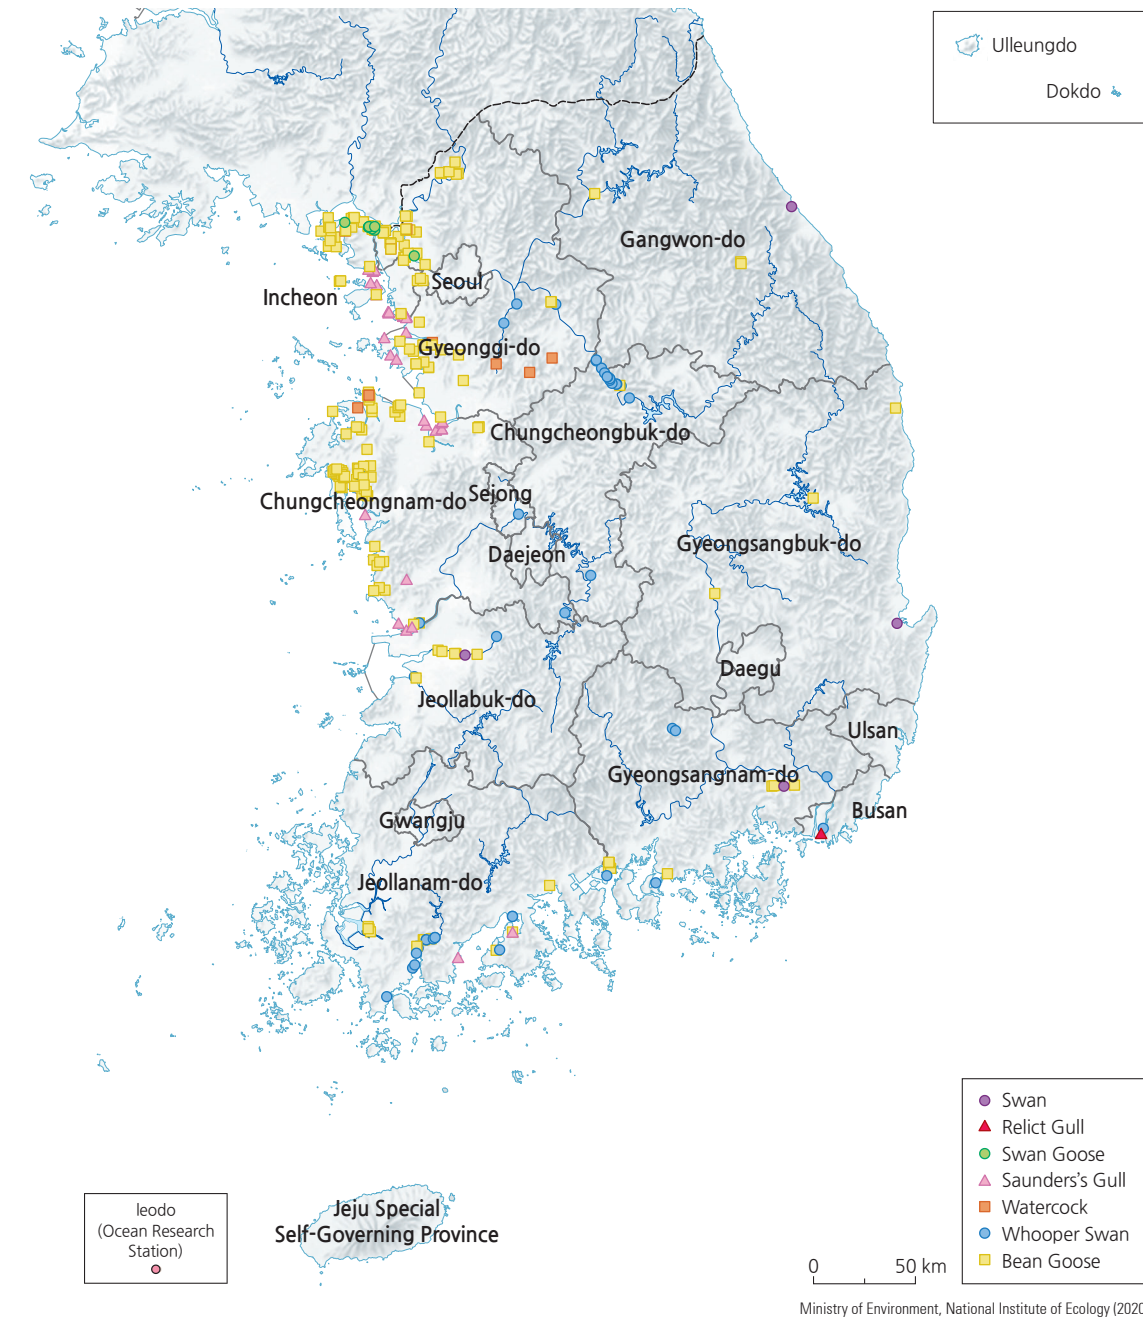 Ulleungdo
Dokdo
Gangwon-do
Seoul
Incheon
Gyeonggi-do
Chungcheongbuk-do
Sejong
Chungcheongnam-do
Gyeongsangbuk-do
Daejeon
Daegu
Jeollabuk-do
Ulsan
Gyeongsangnam-do
Busan
Gwangju
Jeollanam-do
Swan
Relict Gull
Swan Goose
Saunders's Gull
Watercock
Whooper Swan
Bean Goose
Ieodo
(Ocean Research
Station)
Jeju Special
Self-Governing Province
0 50 km
Ministry of Environment, National Institute of Ecology (2020